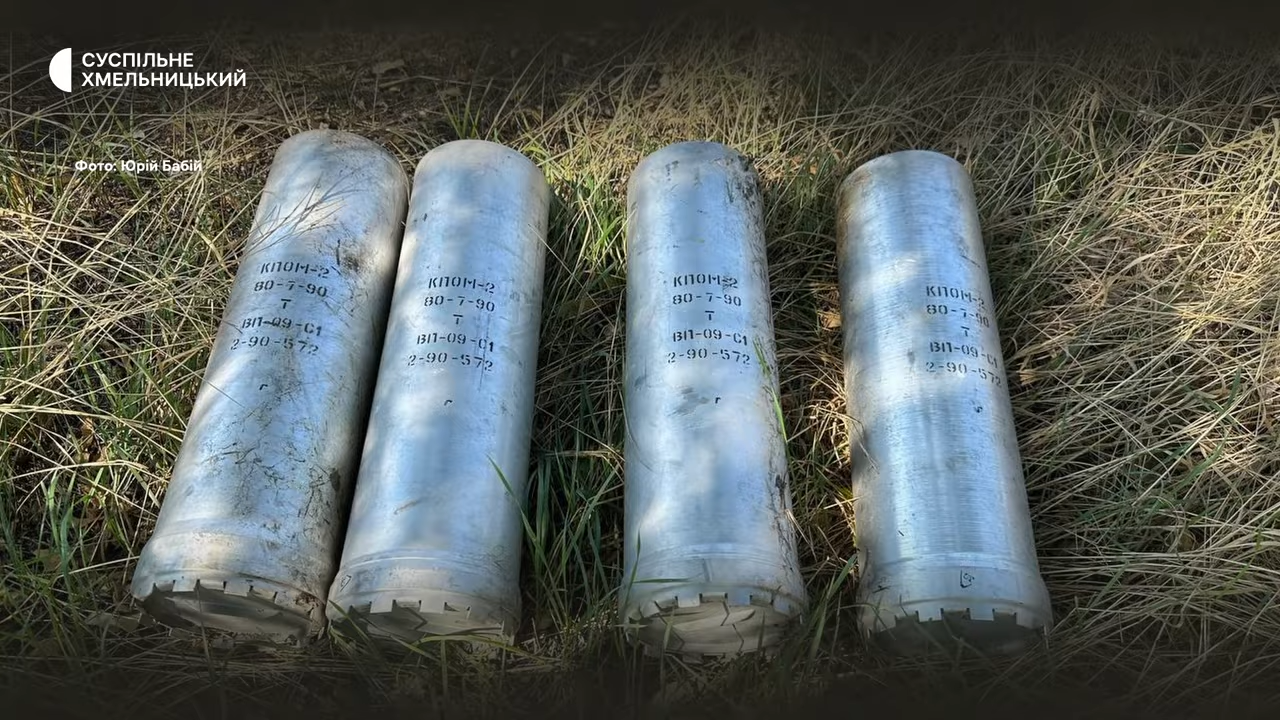 СУСПІЛЬНЕ
ХМЕЛЬНИЦЬКИЙ
Фото: Юрій Бабій
КПОМ-2
80-7-90
Т
ВП-09-С1
2-90-572
г
КПОМ-2
80-7-90
Т
ВП-09-С1
2-90-572
КПОМ-2
80-7-90
Т
ВП-09-С1
2-90-572
г
КПОМ-2
80-7-90
Т
ВП-09-С1
2-90-572